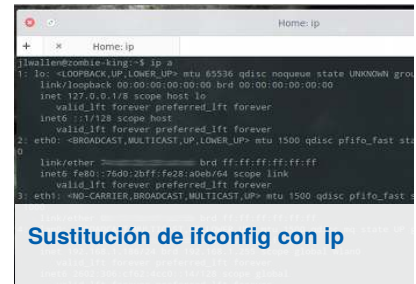 Home: ip
+ × Home: ip
jlwallen@zombie-king:~$ ip a
1: lo: <LOOPBACK,UP,LOWER_UP> mtu 65536 qdisc noqueue state UNKNOWN grou
link/loopback 00:00:00:00:00:00 brd 00:00:00:00:00:00
inet 127.0.0.1/8 scope host lo
valid_lft forever preferred_lft forever
inet6 ::1/128 scope host
valid_lft forever preferred_lft forever
2: eth0: <BROADCAST,MULTICAST,UP,LOWER_UP> mtu 1500 qdisc pfifo_fast sta
0
link/ether brd ff:ff:ff:ff:ff:ff
inet6 fe80::76d0:2bff:fe28:a0eb/64 scope link
valid_lft forever preferred_lft forever
3: eth1: <NO-CARRIER,BROADCAST,MULTICAST,UP> mtu 1500 qdisc pfifo_fast s
Sustitución de ifconfig con ip